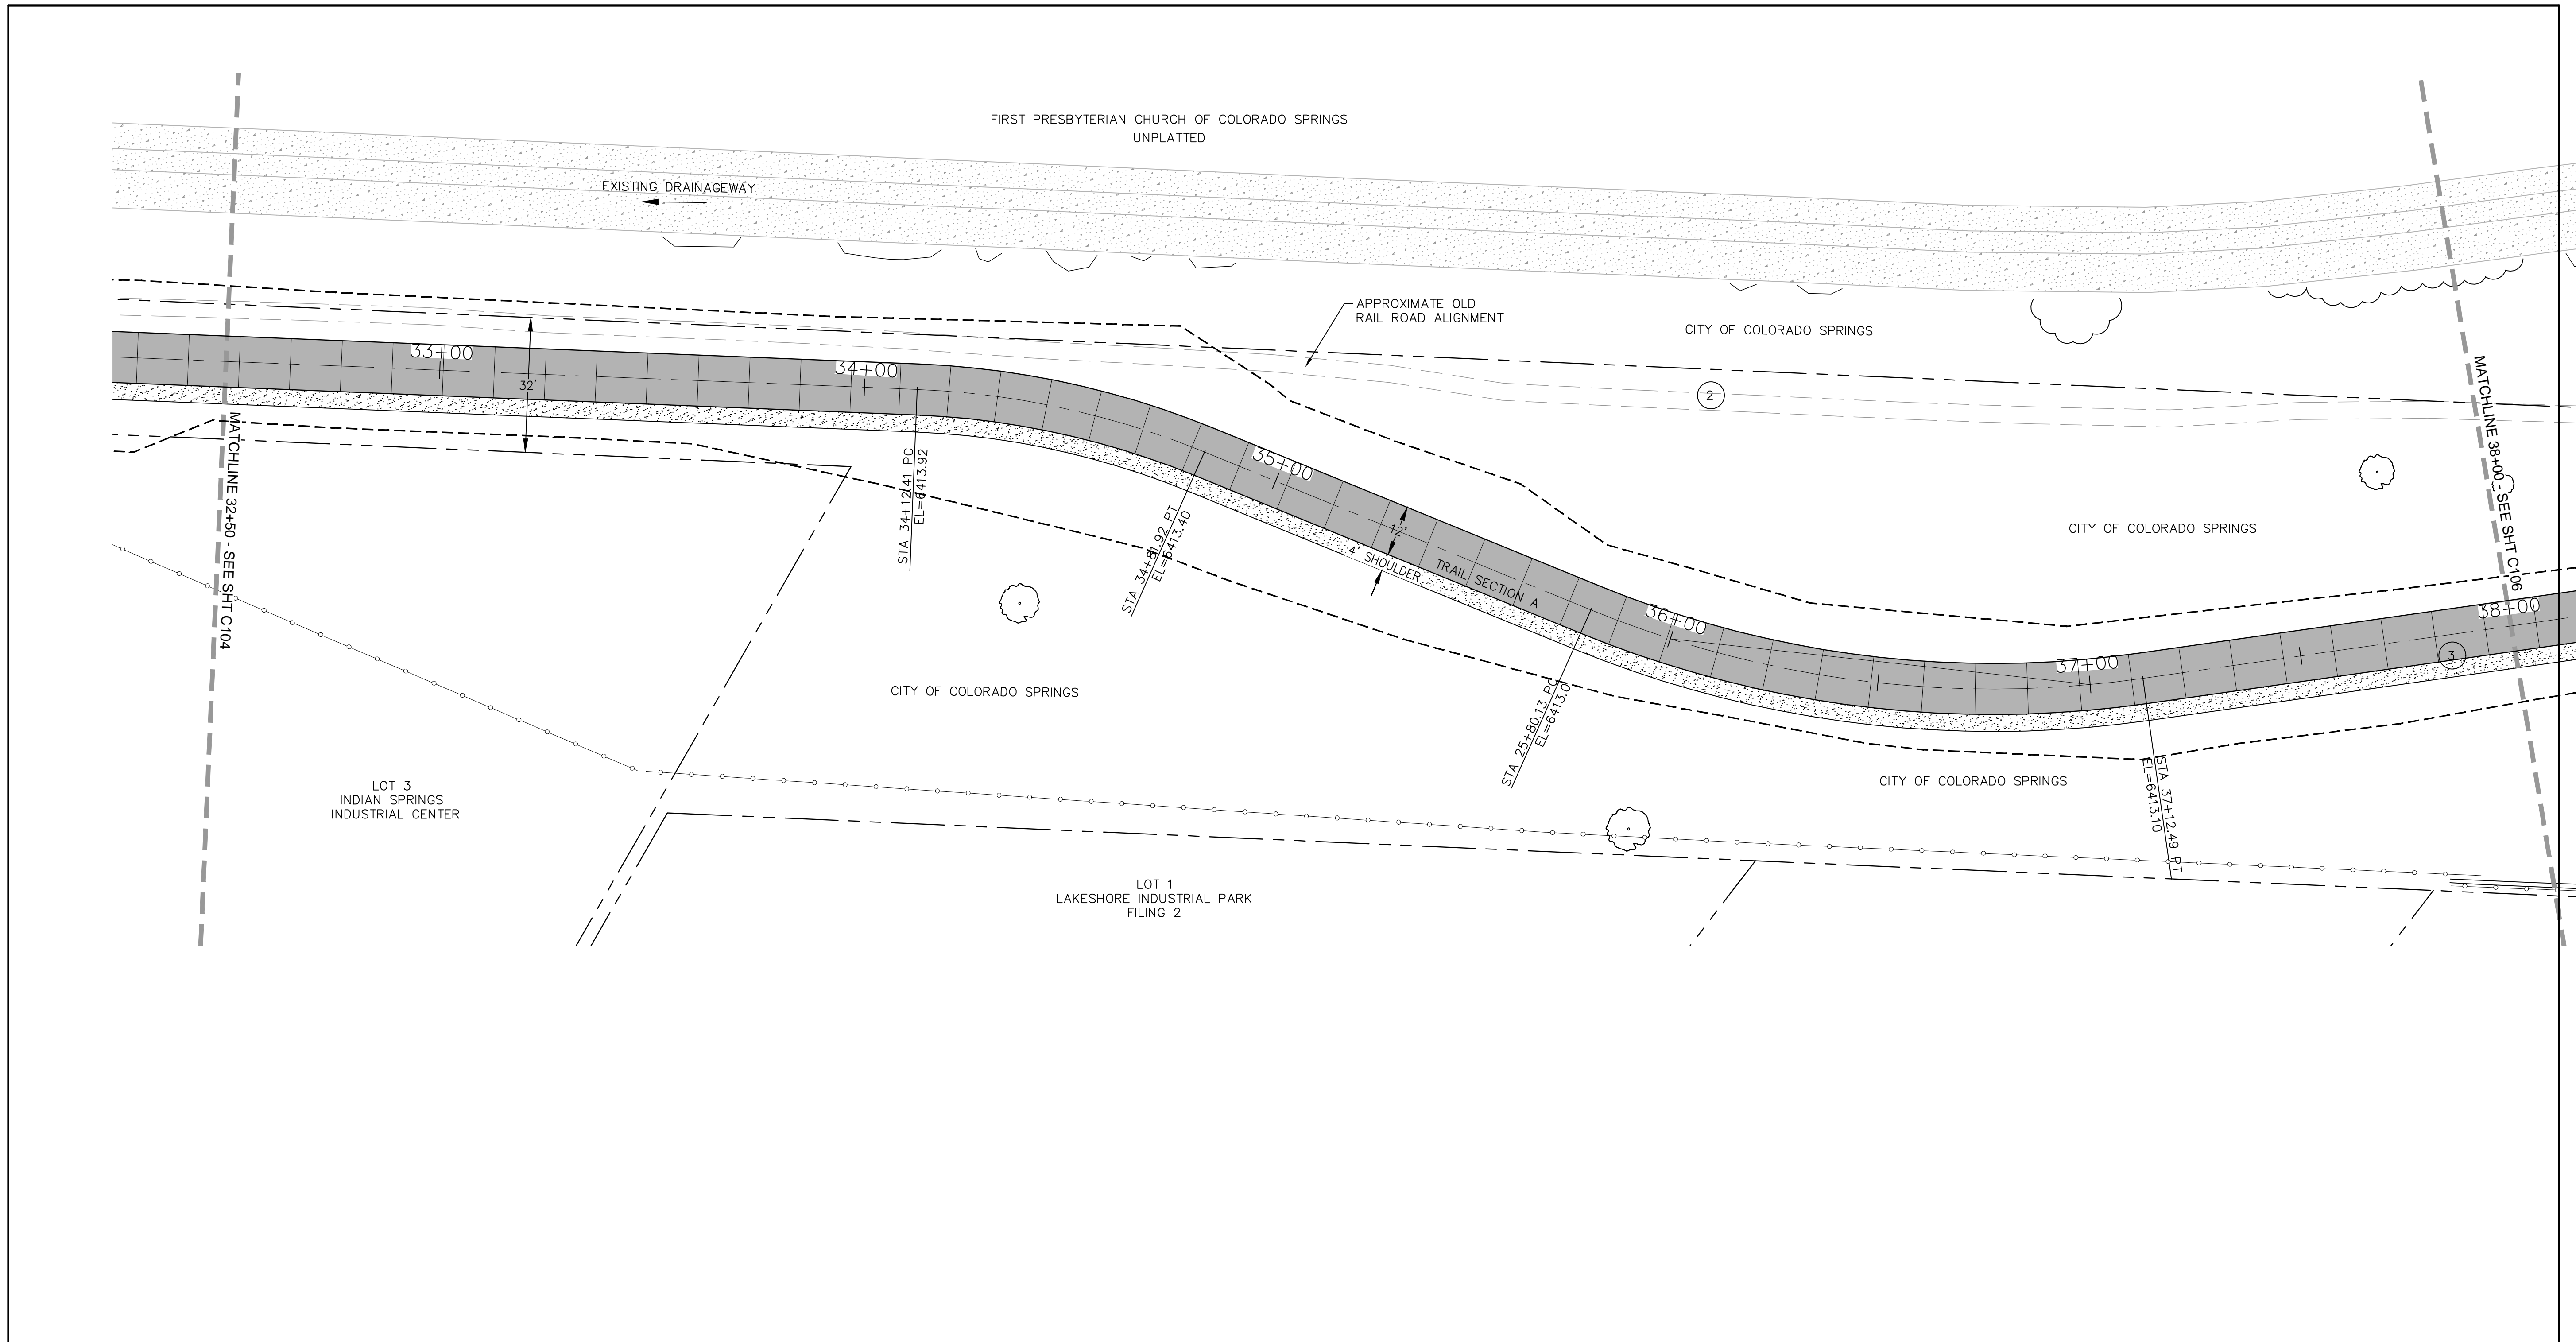 FIRST PRESBYTERIAN CHURCH OF COLORADO SPRINGS
UNPLATTED
EXISTING DRAINAGEWAY
APPROXIMATE OLD
RAIL ROAD ALIGNMENT
CITY OF COLORADO SPRINGS
33+00
34+00
32'
2
35+00
MATCHLINE 32+50 - SEE SHT C104
MATCHLINE 38+00 - SEE SHT C106
STA 34+12.41 PC
EL=6413.92
STA 34+81.92 PT
EL=6413.40
12'
4' SHOULDER
TRAIL SECTION A
CITY OF COLORADO SPRINGS
36+00
38+00
37+00
3
CITY OF COLORADO SPRINGS
STA 25+80.13 PC
EL=6413.0
CITY OF COLORADO SPRINGS
STA 37+12.49 PT
EL=6413.10
LOT 3
INDIAN SPRINGS
INDUSTRIAL CENTER
LOT 1
LAKESHORE INDUSTRIAL PARK
FILING 2